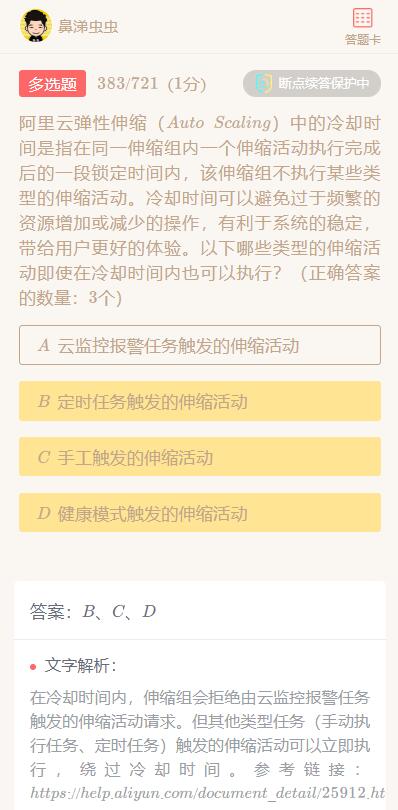 鼻涕虫虫
答题卡
多选题 383/721 (1分)
断点续答保护中
阿里云弹性伸缩（Auto Scaling）中的冷却时
间是指在同一伸缩组内一个伸缩活动执行完成
后的一段锁定时间内，该伸缩组不执行某些类
型的伸缩活动。冷却时间可以避免过于频繁的
资源增加或减少的操作，有利于系统的稳定，
带给用户更好的体验。以下哪些类型的伸缩活
动即使在冷却时间内也可以执行？（正确答案
的数量：3个）
A 云监控报警任务触发的伸缩活动
B 定时任务触发的伸缩活动
C 手工触发的伸缩活动
D 健康模式触发的伸缩活动
答案：B、C、D
文字解析：
在冷却时间内，伸缩组会拒绝由云监控报警任务
触发的伸缩活动请求。但其他类型任务（手动执
行任务、定时任务）触发的伸缩活动可以立即执
行，绕过冷却时间。参考链接：
https://help.aliyun.com/document_detail/25912.ht